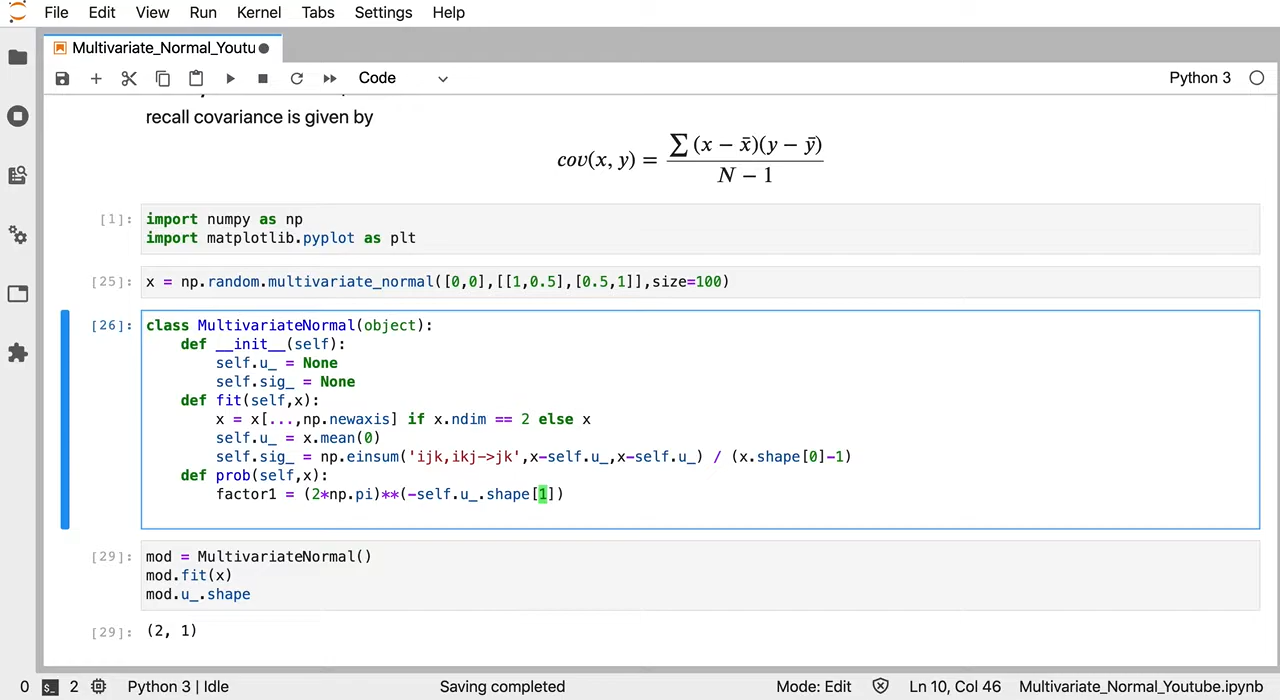 File Edit View Run Kernel Tabs Settings Help
Multivariate_Normal_Youtu
Code
Python 3
recall covariance is given by
cov(x, y) = ∑ (x − x̄)(y − ȳ) / N − 1
[1]: import numpy as np
import matplotlib.pyplot as plt
[25]: x = np.random.multivariate_normal([0,0],[[1,0.5],[0.5,1]],size=100)
[26]: class MultivariateNormal(object):
    def __init__(self):
        self.u_ = None
        self.sig_ = None
    def fit(self,x):
        x = x[...,np.newaxis] if x.ndim == 2 else x
        self.u_ = x.mean(0)
        self.sig_ = np.einsum('ijk,ikj->jk',x-self.u_,x-self.u_) / (x.shape[0]-1)
    def prob(self,x):
        factor1 = (2*np.pi)**(-self.u_.shape[1])
[29]: mod = MultivariateNormal()
mod.fit(x)
mod.u_.shape
[29]: (2, 1)
0 2 Python 3 | Idle Saving completed Mode: Edit Ln 10, Col 46 Multivariate_Normal_Youtube.ipynb